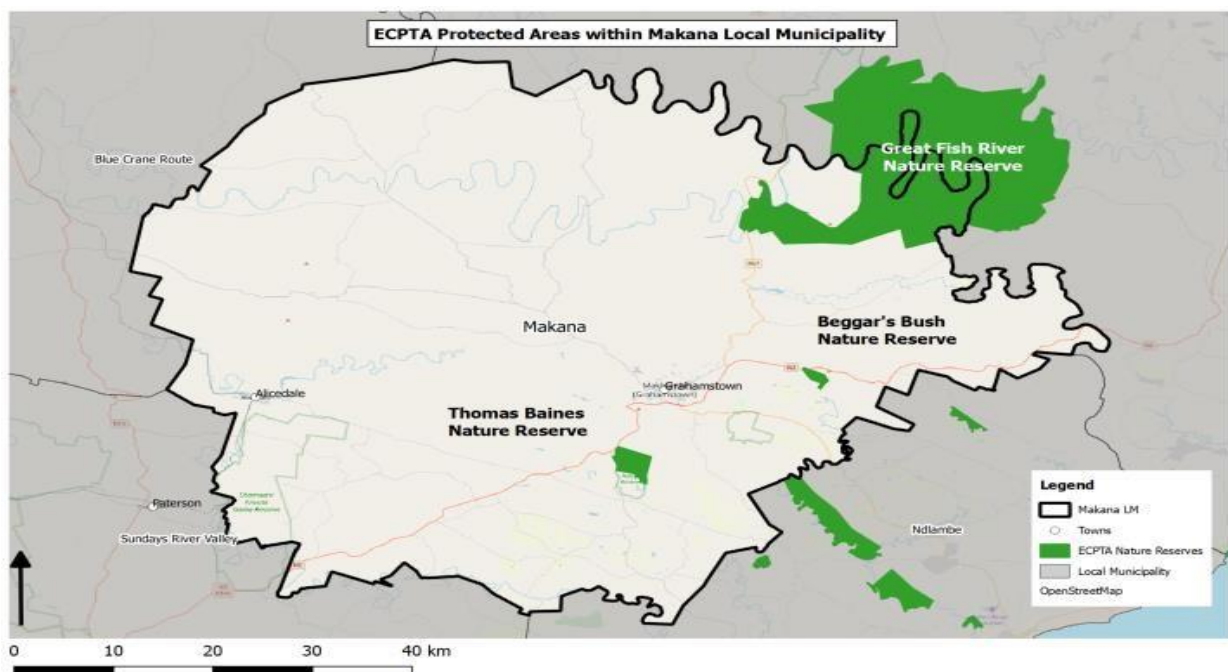 ECPTA Protected Areas within Makana Local Municipality
Blue Crane Route
Great Fish River
Nature Reserve
Makana
Beggar's Bush
Nature Reserve
Grahamstown
(Grahamstown)
Alicedale
Thomas Baines
Nature Reserve
Paterson
Sundays River Valley
Ndlambe
Legend
Makana LM
Towns
ECPTA Nature Reserves
Local Municipality
OpenStreetMap
0 10 20 30 40 km